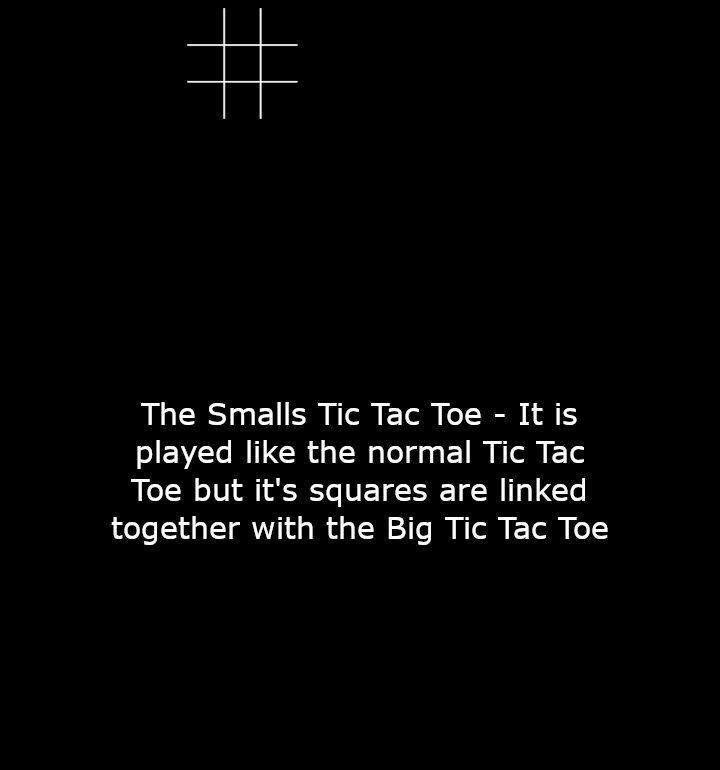 The Smalls Tic Tac Toe - It is
played like the normal Tic Tac
Toe but it's squares are linked
together with the Big Tic Tac Toe